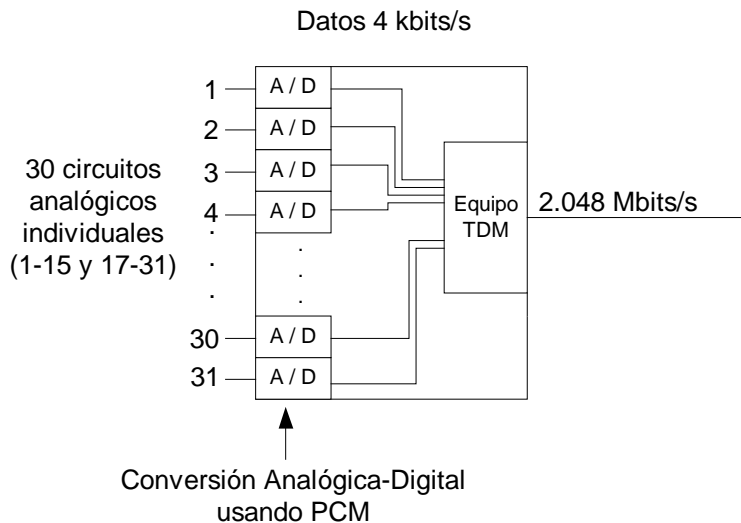 Datos 4 kbits/s
1
A / D
2
A / D
3
A / D
4
A / D
30 circuitos
analógicos
individuales
(1-15 y 17-31)
Equipo
TDM
2.048 Mbits/s
30
A / D
31
A / D
Conversión Analógica-Digital
usando PCM